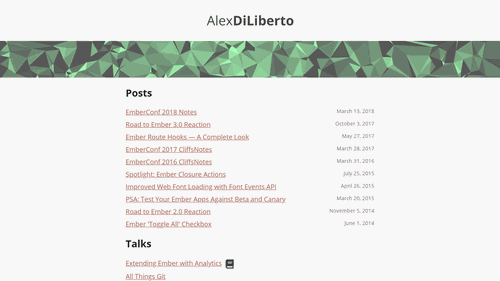 AlexDiLiberto
Posts
EmberConf 2018 Notes March 13, 2018
Road to Ember 3.0 Reaction October 3, 2017
Ember Route Hooks — A Complete Look May 27, 2017
EmberConf 2017 CliffsNotes March 28, 2017
EmberConf 2016 CliffsNotes March 31, 2016
Spotlight: Ember Closure Actions July 25, 2015
Improved Web Font Loading with Font Events API April 26, 2015
PSA: Test Your Ember Apps Against Beta and Canary March 20, 2015
Road to Ember 2.0 Reaction November 5, 2014
Ember 'Toggle All' Checkbox June 1, 2014
Talks
Extending Ember with Analytics
All Things Git